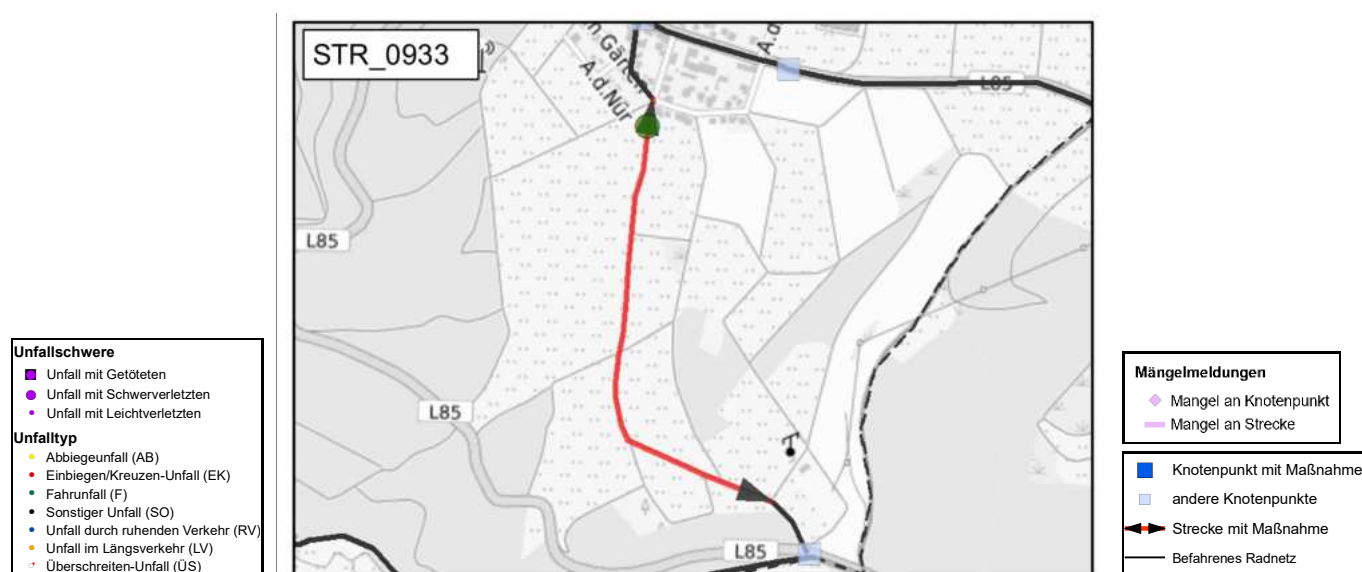 STR_0933
n Gärten
A.d.Nür
A.d
L85
L85
L85
L85
Unfallschwere
Unfall mit Getöteten
Unfall mit Schwerverletzten
Unfall mit Leichtverletzten
Unfalltyp
Abbiegeunfall (AB)
Einbiegen/Kreuzen-Unfall (EK)
Fahrunfall (F)
Sonstiger Unfall (SO)
Unfall durch ruhenden Verkehr (RV)
Unfall im Längsverkehr (LV)
Überschreiten-Unfall (ÜS)
Mängelmeldungen
Mangel an Knotenpunkt
Mangel an Strecke
Knotenpunkt mit Maßnahme
andere Knotenpunkte
Strecke mit Maßnahme
Befahrenes Radnetz